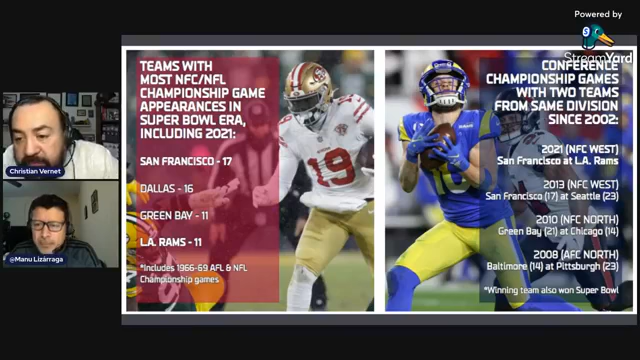 Powered by
StreamYard
TEAMS WITH
MOST NFC/NFL
CHAMPIONSHIP GAME
APPEARANCES IN
SUPER BOWL ERA,
INCLUDING 2021:
SAN FRANCISCO - 17
DALLAS - 16
GREEN BAY - 11
L.A. RAMS - 11
*Includes 1966-69 AFL & NFL
Championship games
19
CONFERENCE
CHAMPIONSHIP GAMES
WITH TWO TEAMS
FROM SAME DIVISION
SINCE 2002:
2021 (NFC WEST)
San Francisco at L.A. Rams
2013 (NFC WEST)
San Francisco (17) at Seattle (23)
2010 (NFC NORTH)
Green Bay (21) at Chicago (14)
2008 (AFC NORTH)
Baltimore (14) at Pittsburgh (23)
*Winning team also won Super Bowl
Christian Vernet
@Manu Lizárraga